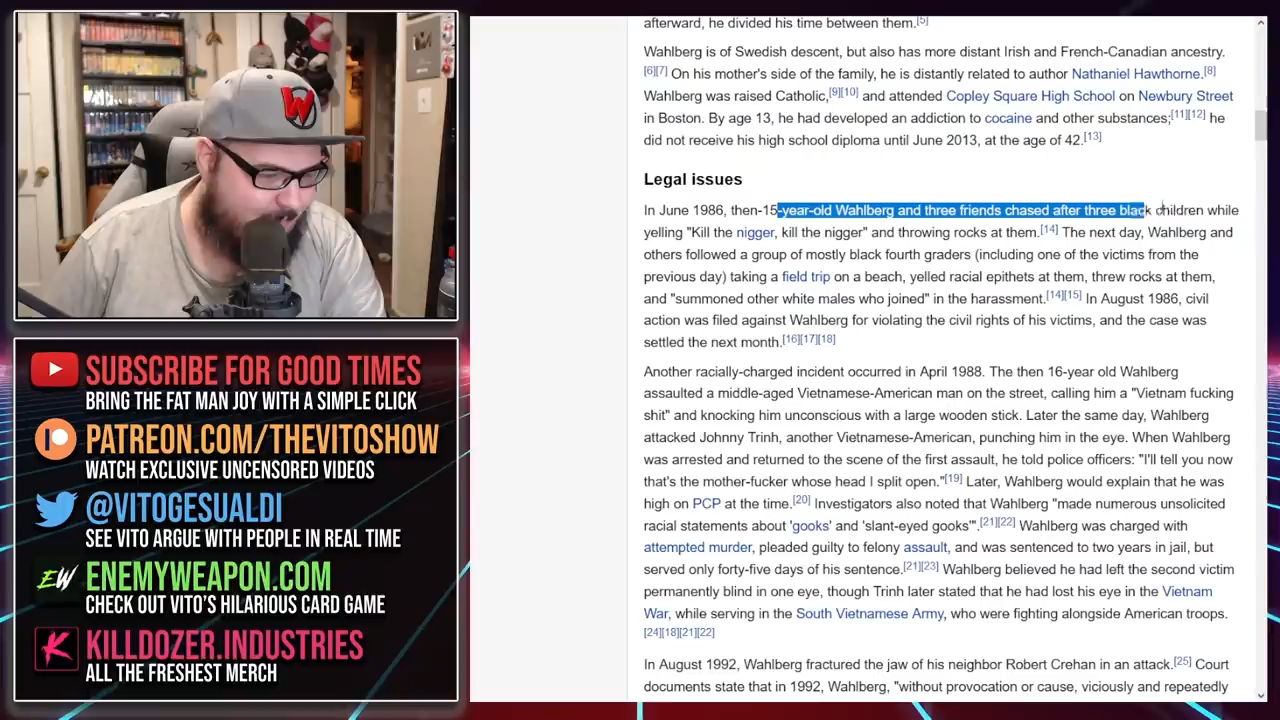 afterward, he divided his time between them.[5]
Wahlberg is of Swedish descent, but also has more distant Irish and French-Canadian ancestry.
[6][7] On his mother's side of the family, he is distantly related to author Nathaniel Hawthorne.[8]
Wahlberg was raised Catholic,[9][10] and attended Copley Square High School on Newbury Street
in Boston. By age 13, he had developed an addiction to cocaine and other substances;[11][12] he
did not receive his high school diploma until June 2013, at the age of 42.[13]
Legal issues
In June 1986, then-15-year-old Wahlberg and three friends chased after three black children while
yelling "Kill the nigger, kill the nigger" and throwing rocks at them.[14] The next day, Wahlberg and
others followed a group of mostly black fourth graders (including one of the victims from the
previous day) taking a field trip on a beach, yelled racial epithets at them, threw rocks at them,
and "summoned other white males who joined" in the harassment.[14][15] In August 1986, civil
action was filed against Wahlberg for violating the civil rights of his victims, and the case was
settled the next month.[16][17][18]
Another racially-charged incident occurred in April 1988. The then 16-year old Wahlberg
assaulted a middle-aged Vietnamese-American man on the street, calling him a "Vietnam fucking
shit" and knocking him unconscious with a large wooden stick. Later the same day, Wahlberg
attacked Johnny Trinh, another Vietnamese-American, punching him in the eye. When Wahlberg
was arrested and returned to the scene of the first assault, he told police officers: "I'll tell you now
that's the mother-fucker whose head I split open."[19] Later, Wahlberg would explain that he was
high on PCP at the time.[20] Investigators also noted that Wahlberg "made numerous unsolicited
racial statements about 'gooks' and 'slant-eyed gooks'".[21][22] Wahlberg was charged with
attempted murder, pleaded guilty to felony assault, and was sentenced to two years in jail, but
served only forty-five days of his sentence.[21][23] Wahlberg believed he had left the second victim
permanently blind in one eye, though Trinh later stated that he had lost his eye in the Vietnam
War, while serving in the South Vietnamese Army, who were fighting alongside American troops.
[24][18][21][22]
In August 1992, Wahlberg fractured the jaw of his neighbor Robert Crehan in an attack.[25] Court
documents state that in 1992, Wahlberg, "without provocation or cause, viciously and repeatedly
W
SUBSCRIBE FOR GOOD TIMES
BRING THE FAT MAN JOY WITH A SIMPLE CLICK
PATREON.COM/THEVITOSHOW
WATCH EXCLUSIVE UNCENSORED VIDEOS
@VITOGESUALDI
SEE VITO ARGUE WITH PEOPLE IN REAL TIME
EW ENEMYWEAPON.COM
CHECK OUT VITO'S HILARIOUS CARD GAME
K KILLDOZER.INDUSTRIES
ALL THE FRESHEST MERCH